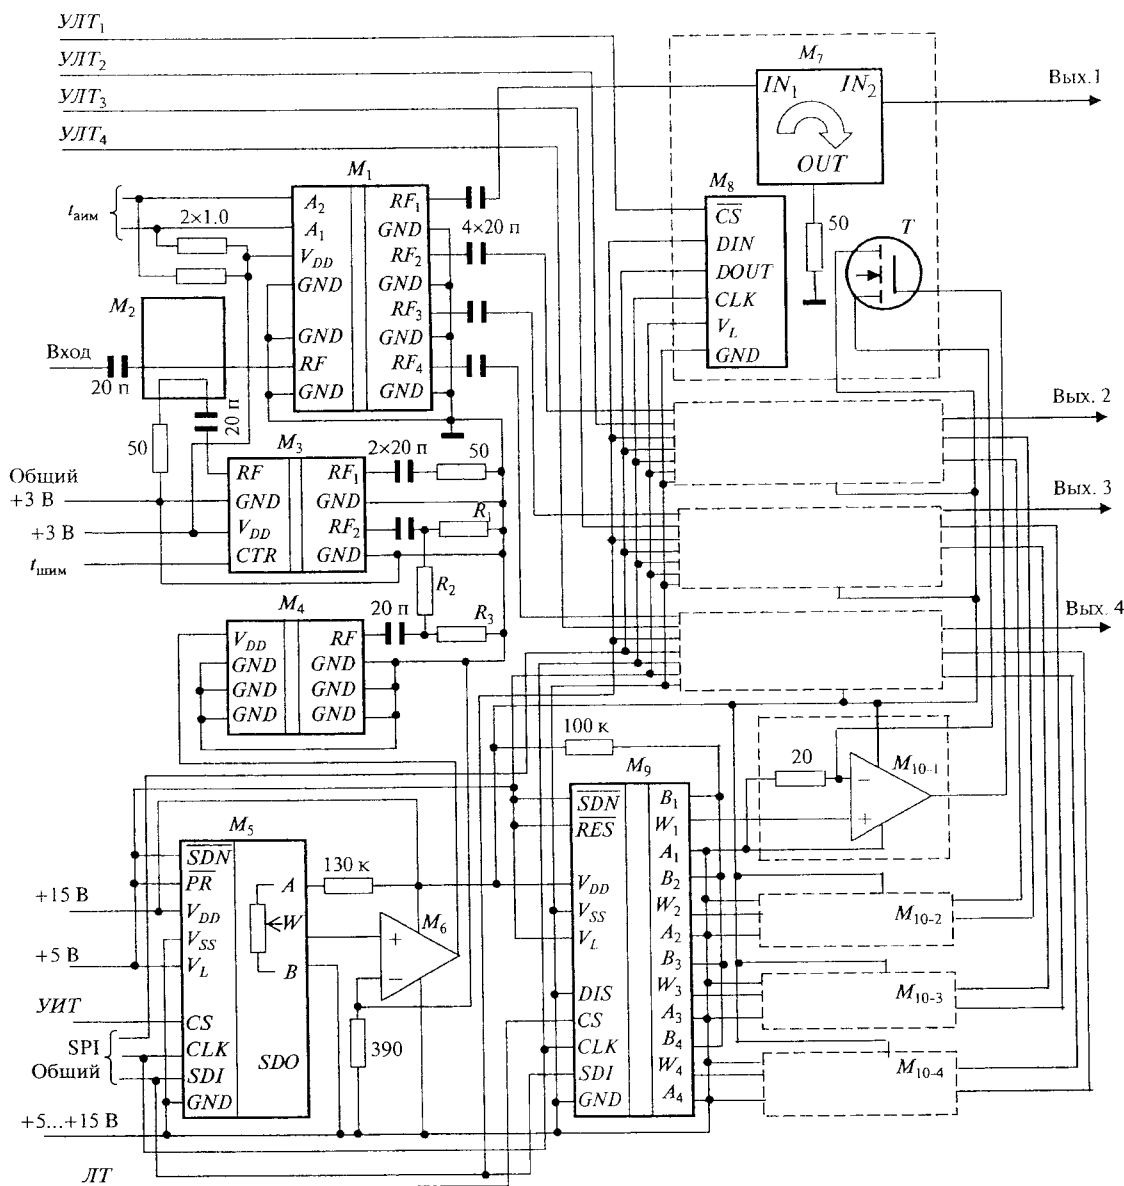 УЛТ1
УЛТ2
УЛТ3
УЛТ4
M7
IN1 IN2
OUT
Вых.1
M1
A2
A1
VDD
GND
GND
RF
GND
RF1
GND
RF2
GND
RF3
GND
RF4
GND
4×20 п
tаим
2×1.0
M8
CS
DIN
DOUT
CLK
VL
GND
50
T
M2
Вход
20 п
20 п
50
Вых. 2
M3
RF
GND
VDD
CTR
RF1
GND
RF2
GND
2×20 п
50
R1
R2
R3
Общий
+3 В
+3 В
tшим
Вых. 3
M4
VDD
GND
GND
GND
RF
GND
GND
GND
20 п
Вых. 4
100 к
20
M10-1
M5
SDN
PR
VDD
VSS
VL
CS
CLK
SDI
GND
A
W
B
SDO
130 к
M6
390
M9
SDN
RES
VDD
VSS
VL
DIS
CS
CLK
SDI
GND
B1
W1
A1
B2
W2
A2
B3
W3
A3
B4
W4
A4
M10-2
M10-3
M10-4
+15 В
+5 В
УИТ
SPI
Общий
+5...+15 В
ЛТ